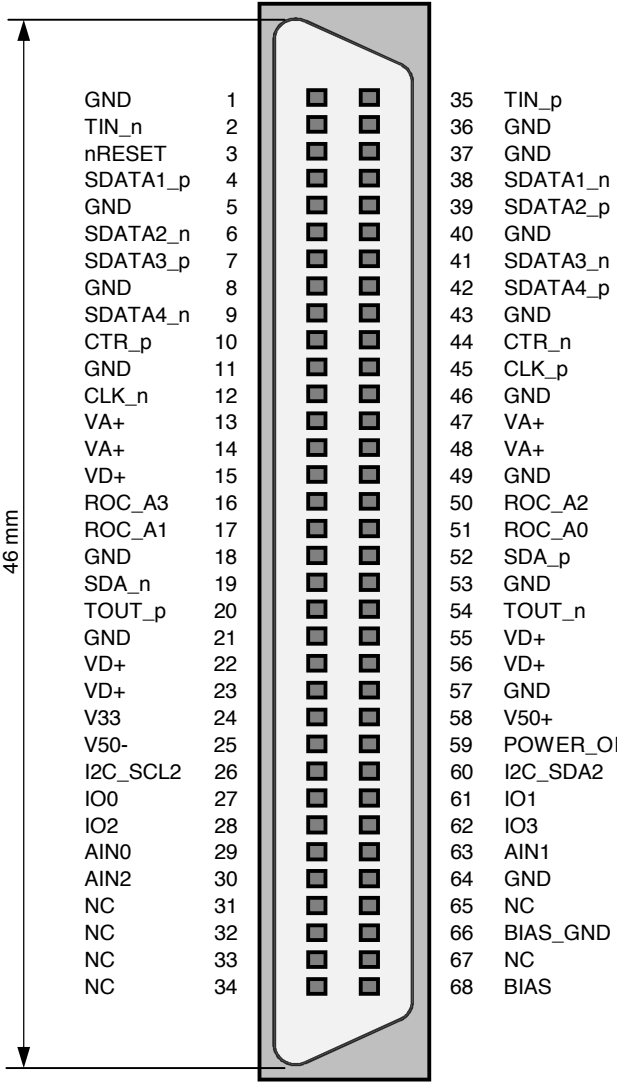 GND 1 35 TIN_p
TIN_n 2 36 GND
nRESET 3 37 GND
SDATA1_p 4 38 SDATA1_n
GND 5 39 SDATA2_p
SDATA2_n 6 40 GND
SDATA3_p 7 41 SDATA3_n
GND 8 42 SDATA4_p
SDATA4_n 9 43 GND
CTR_p 10 44 CTR_n
GND 11 45 CLK_p
CLK_n 12 46 GND
VA+ 13 47 VA+
VA+ 14 48 VA+
VD+ 15 49 GND
ROC_A3 16 50 ROC_A2
ROC_A1 17 51 ROC_A0
GND 18 52 SDA_p
SDA_n 19 53 GND
TOUT_p 20 54 TOUT_n
GND 21 55 VD+
VD+ 22 56 VD+
VD+ 23 57 GND
V33 24 58 V50+
V50- 25 59
I2C_SCL2 26 60 I2C_SDA2
IO0 27 61 IO1
IO2 28 62 IO3
AIN0 29 63 AIN1
AIN2 30 64 GND
NC 31 65 NC
NC 32 66 BIAS_GND
NC 33 67 NC
NC 34 68 BIAS
46 mm